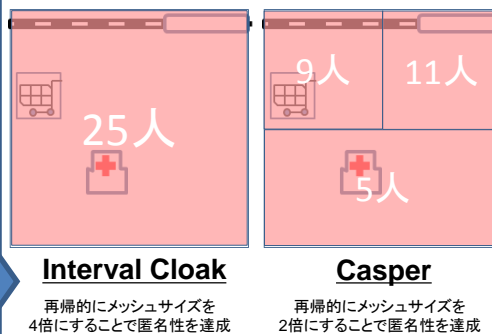 25人
9人
11人
5人
Interval Cloak
再帰的にメッシュサイズを
4倍にすることで匿名性を達成
Casper
再帰的にメッシュサイズを
2倍にすることで匿名性を達成